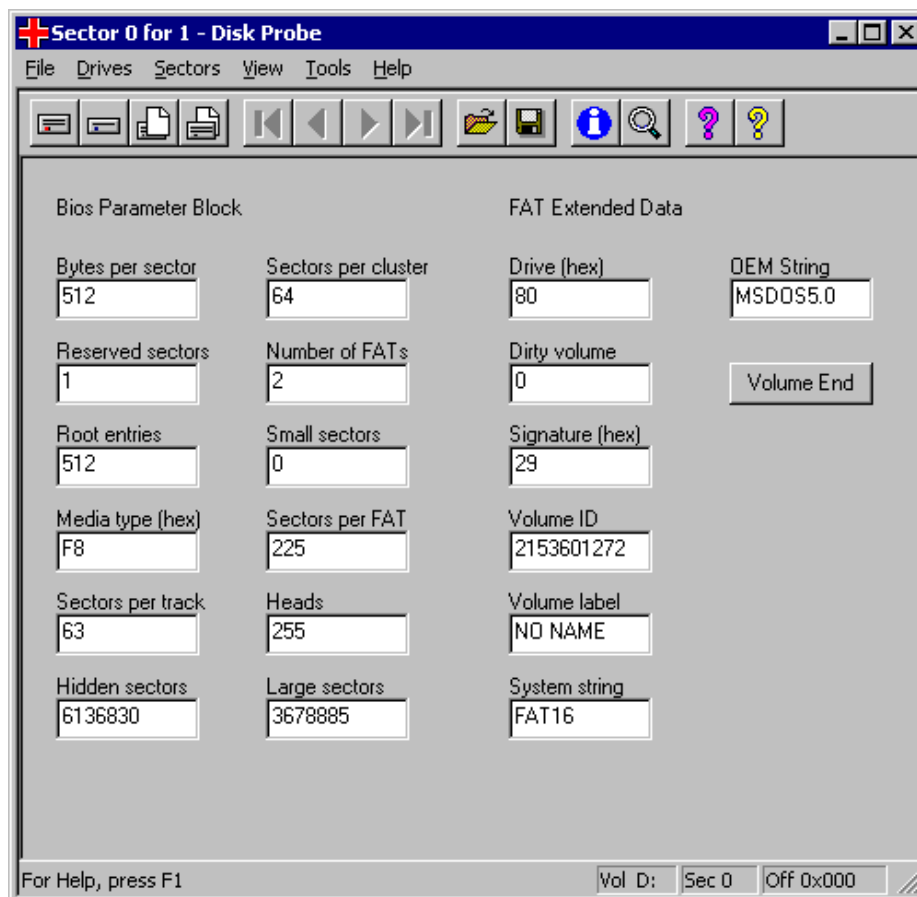 Sector 0 for 1 - Disk Probe
File Drives Sectors View Tools Help
Bios Parameter Block FAT Extended Data
Bytes per sector Sectors per cluster Drive (hex) OEM String
512 64 80 MSDOS5.0
Reserved sectors Number of FATs Dirty volume
1 2 0 Volume End
Root entries Small sectors Signature (hex)
512 0 29
Media type (hex) Sectors per FAT Volume ID
F8 225 2153601272
Sectors per track Heads Volume label
63 255 NO NAME
Hidden sectors Large sectors System string
6136830 3678885 FAT16
For Help, press F1 Vol D: Sec 0 Off 0x000